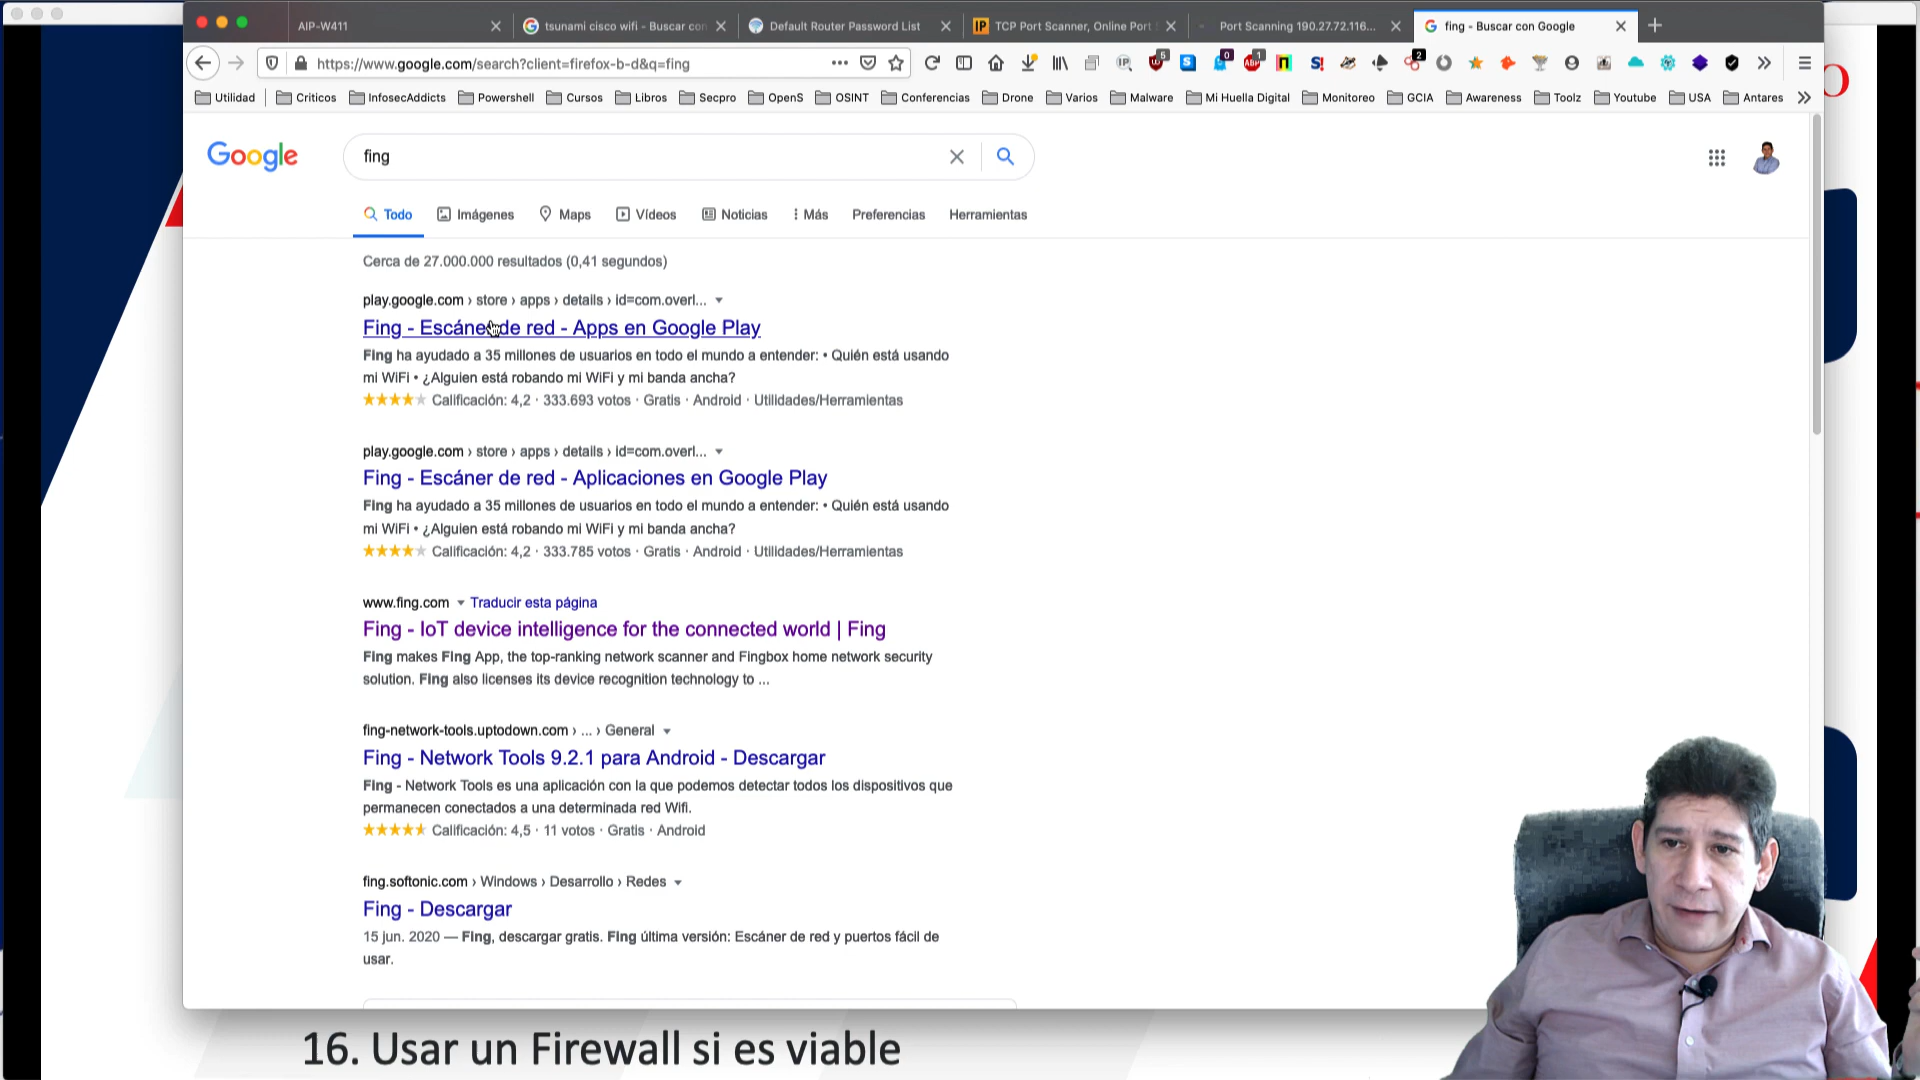 AIP-W411
tsunami cisco wifi - Buscar con
Default Router Password List
TCP Port Scanner, Online Port S
Port Scanning 190.27.72.116...
fing - Buscar con Google
https://www.google.com/search?client=firefox-b-d&q=fing
Utilidad
Criticos
InfosecAddicts
Powershell
Cursos
Libros
Secpro
OpenS
OSINT
Conferencias
Drone
Varios
Malware
Mi Huella Digital
Monitoreo
GCIA
Awareness
Toolz
Youtube
USA
Antares
Google
fing
Todo
Imágenes
Maps
Vídeos
Noticias
Más
Preferencias
Herramientas
Cerca de 27.000.000 resultados (0,41 segundos)
play.google.com › store › apps › details › id=com.overl...
Fing - Escáner de red - Apps en Google Play
Fing ha ayudado a 35 millones de usuarios en todo el mundo a entender: • Quién está usando
mi WiFi • ¿Alguien está robando mi WiFi y mi banda ancha?
Calificación: 4,2 · 333.693 votos · Gratis · Android · Utilidades/Herramientas
play.google.com › store › apps › details › id=com.overl...
Fing - Escáner de red - Aplicaciones en Google Play
Fing ha ayudado a 35 millones de usuarios en todo el mundo a entender: • Quién está usando
mi WiFi • ¿Alguien está robando mi WiFi y mi banda ancha?
Calificación: 4,2 · 333.785 votos · Gratis · Android · Utilidades/Herramientas
www.fing.com Traducir esta página
Fing - IoT device intelligence for the connected world | Fing
Fing makes Fing App, the top-ranking network scanner and Fingbox home network security
solution. Fing also licenses its device recognition technology to ...
fing-network-tools.uptodown.com › ... › General
Fing - Network Tools 9.2.1 para Android - Descargar
Fing - Network Tools es una aplicación con la que podemos detectar todos los dispositivos que
permanecen conectados a una determinada red Wifi.
Calificación: 4,5 · 11 votos · Gratis · Android
fing.softonic.com › Windows › Desarrollo › Redes
Fing - Descargar
15 jun. 2020 — Fing, descargar gratis. Fing última versión: Escáner de red y puertos fácil de
usar.
16. Usar un Firewall si es viable